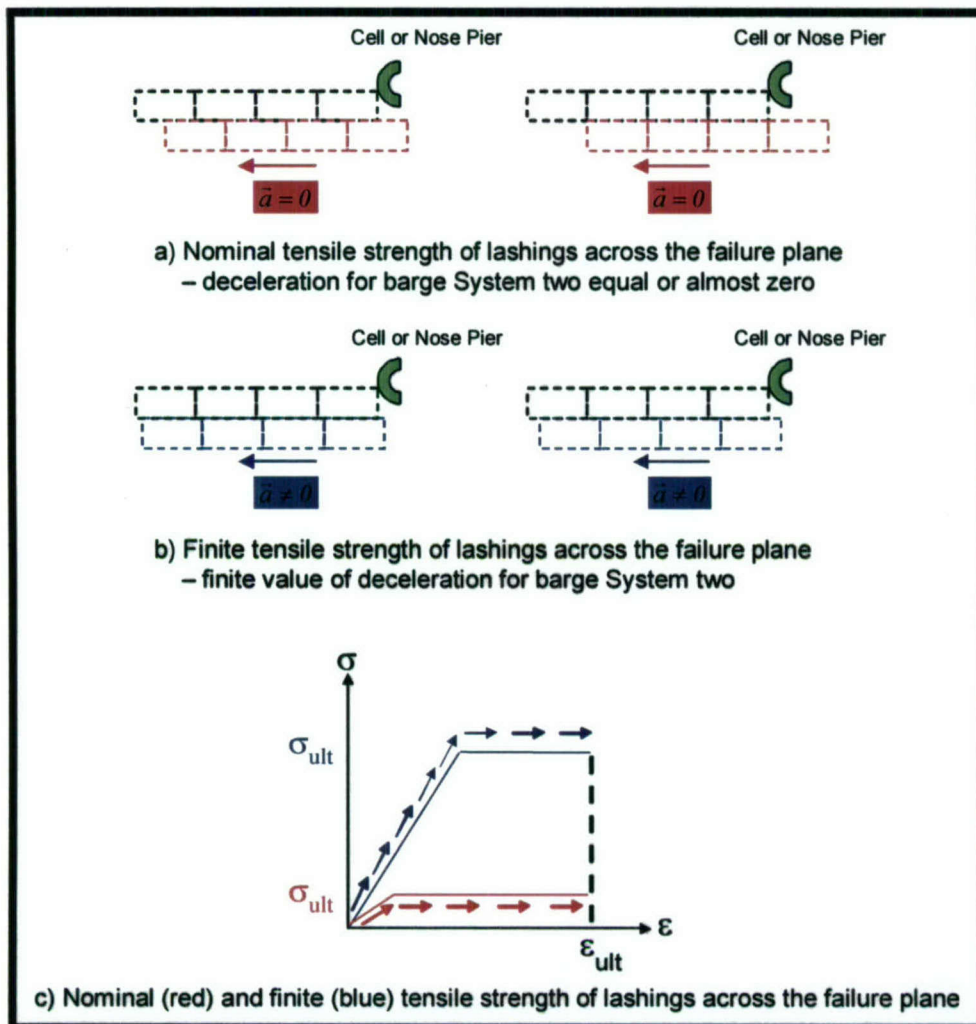 Cell or Nose Pier
Cell or Nose Pier
a⃗ = 0
a⃗ = 0
a) Nominal tensile strength of lashings across the failure plane
– deceleration for barge System two equal or almost zero
Cell or Nose Pier
Cell or Nose Pier
a⃗ ≠ 0
a⃗ ≠ 0
b) Finite tensile strength of lashings across the failure plane
– finite value of deceleration for barge System two
σ
σult
σult
ε
εult
c) Nominal (red) and finite (blue) tensile strength of lashings across the failure plane